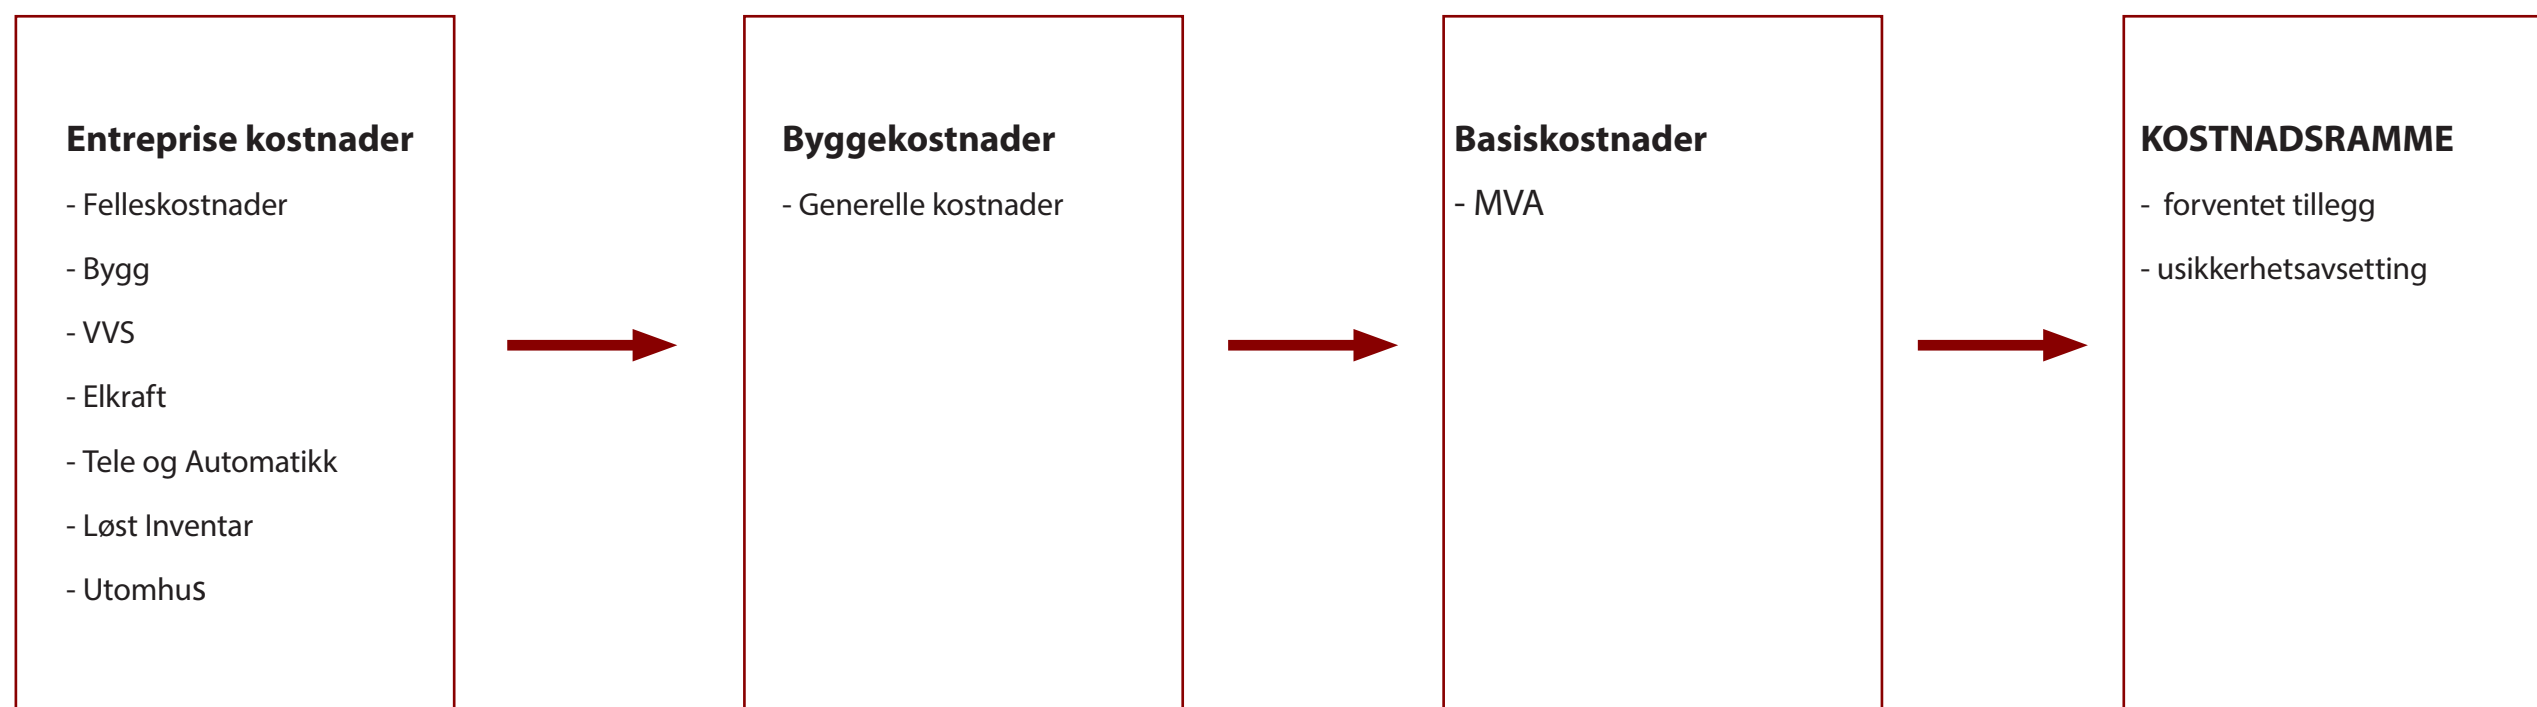 Entreprise kostnader
- Felleskostnader
- Bygg
- VVS
- Elkraft
- Tele og Automatikk
- Løst Inventar
- Utomhus
Byggekostnader
- Generelle kostnader
Basiskostnader
- MVA
KOSTNADSRAMME
- forventet tillegg
- usikkerhetsavsetting